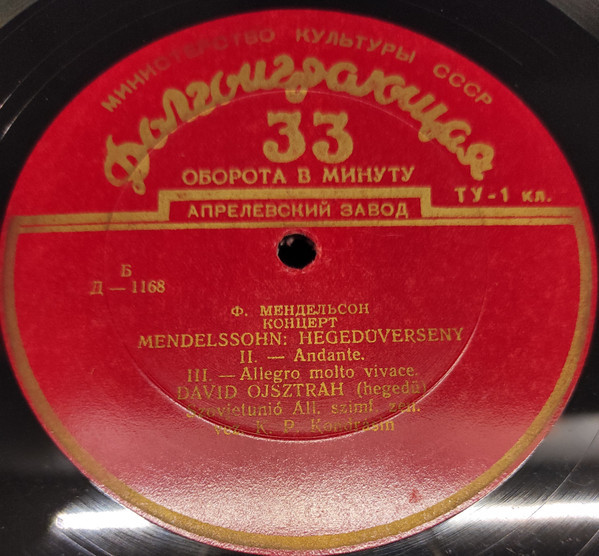 МИНИСТЕРСТВО КУЛЬТУРЫ СССР
Долгоиграющая
33
ОБОРОТА В МИНУТУ
ТУ-1 кл.
АПРЕЛЕВСКИЙ ЗАВОД
Б
Д — 1168
Ф. МЕНДЕЛЬСОН
КОНЦЕРТ
MENDELSSOHN: HEGEDÜVERSENY
II. — Andante.
III. — Allegro molto vivace.
DAVID OJSZTRAH (hegedű)
Szovjetunió Áll. szimf. zen.
vez. K. P. Kondrasin